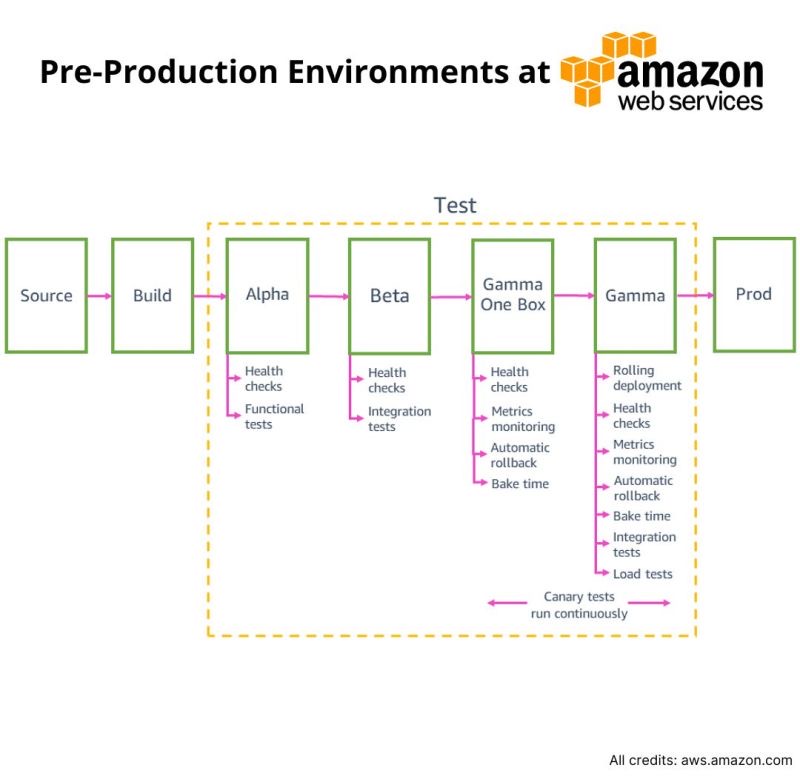 Pre-Production Environments at
amazon
web services
Test
Source
Build
Alpha
Beta
Gamma
One Box
Gamma
Prod
Health
checks
Functional
tests
Health
checks
Integration
tests
Health
checks
Metrics
monitoring
Automatic
rollback
Bake time
Rolling
deployment
Health
checks
Metrics
monitoring
Automatic
rollback
Bake time
Integration
tests
Load tests
Canary tests
run continuously
All credits: aws.amazon.com